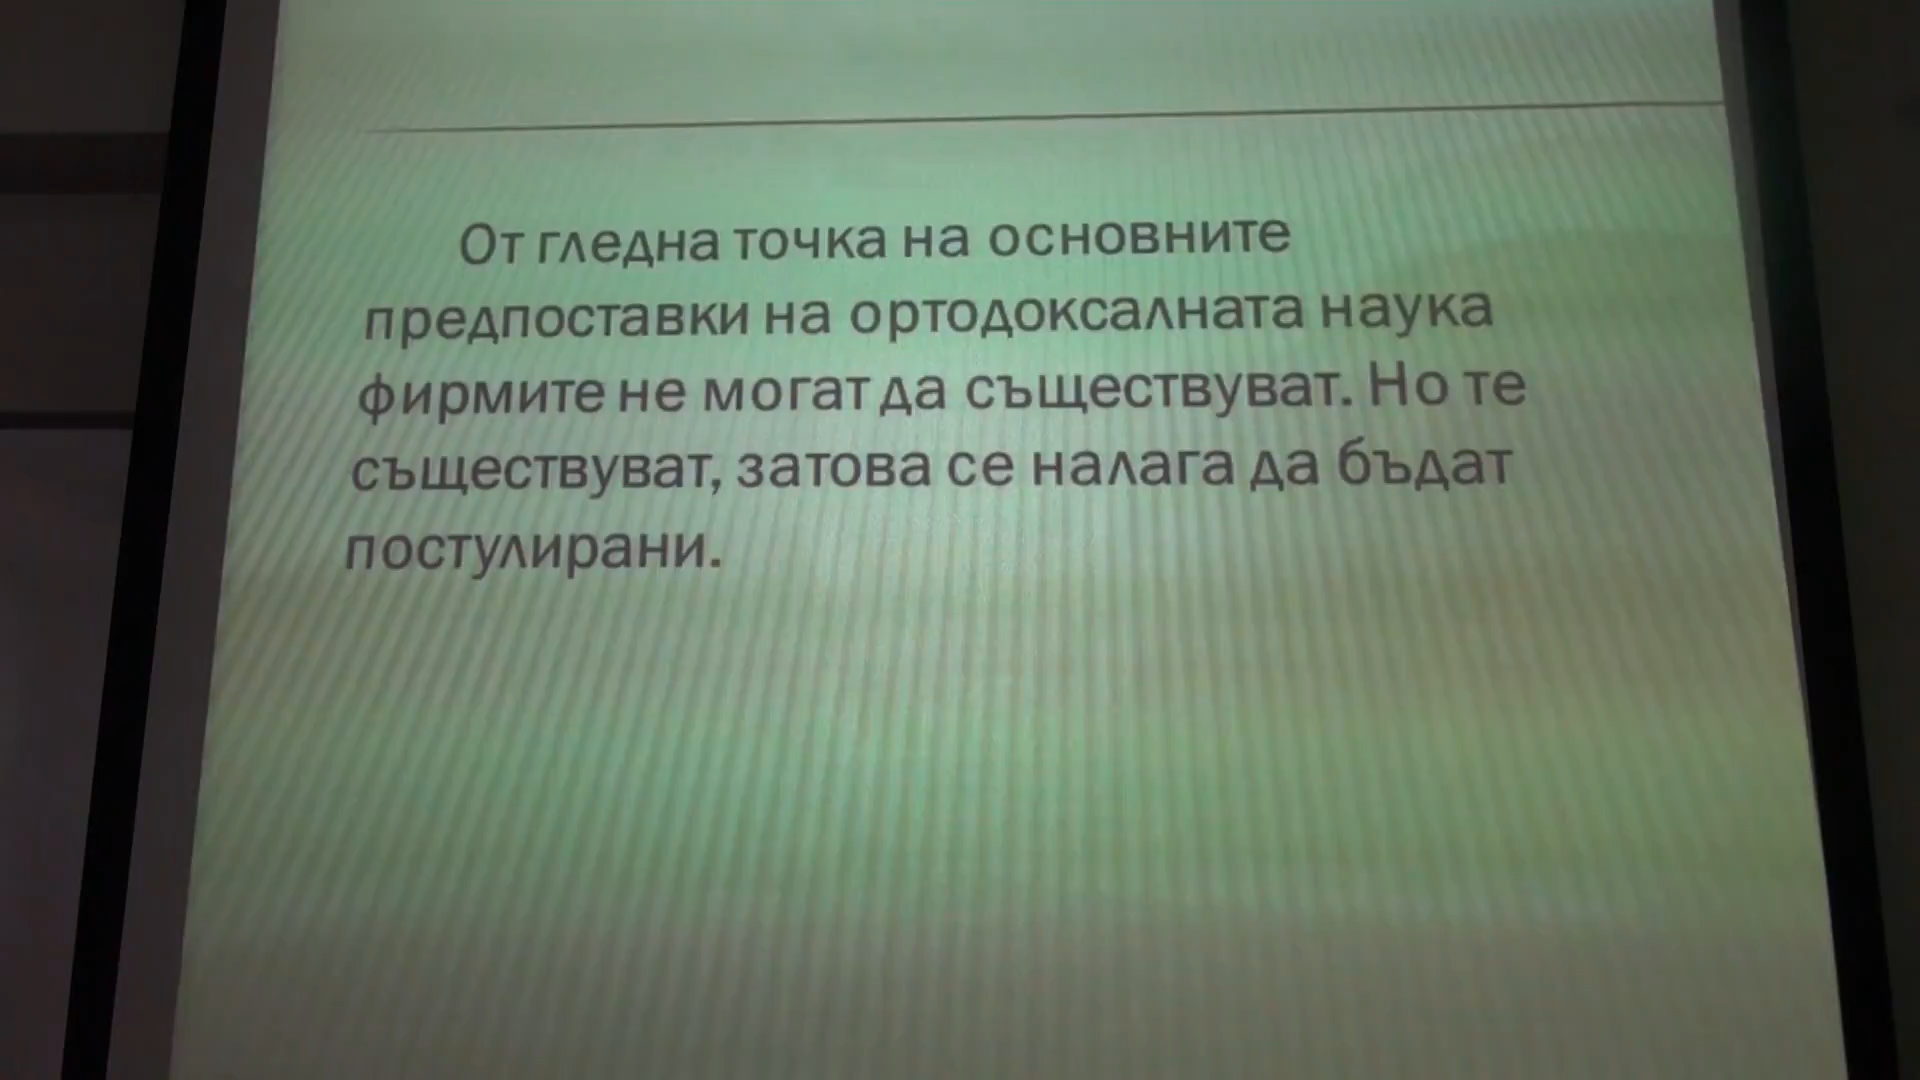 От гледна точка на основните
предпоставки на ортодоксалната наука
фирмите не могат да съществуват. Но те
съществуват, затова се налага да бъдат
постулирани.